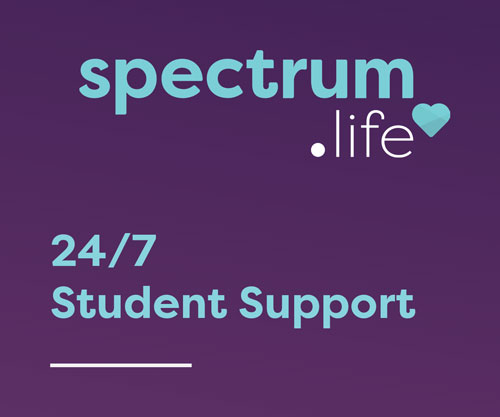 spectrum
.life
24/7
Student Support